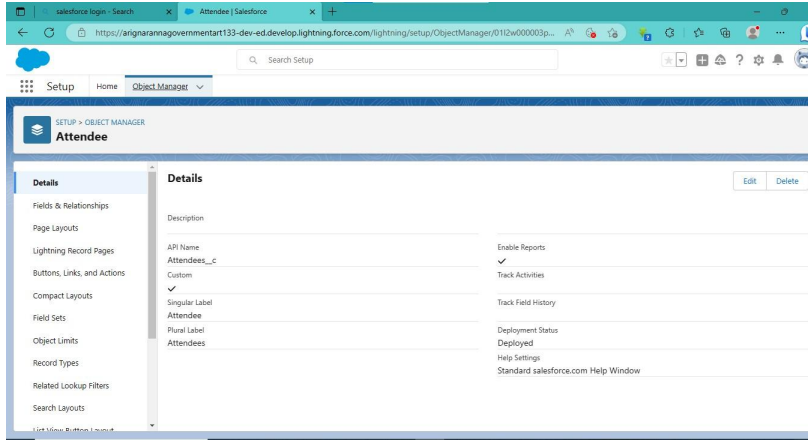 salesforce login - Search
Attendee | Salesforce
https://arignarannagovernmentart133-dev-ed.develop.lightning.force.com/lightning/setup/ObjectManager/01I2w000003p...
Search Setup
Setup
Home
Object Manager
SETUP > OBJECT MANAGER
Attendee
Details
Fields & Relationships
Page Layouts
Lightning Record Pages
Buttons, Links, and Actions
Compact Layouts
Field Sets
Object Limits
Record Types
Related Lookup Filters
Search Layouts
List View Button Layout
Details
Edit
Delete
Description
API Name
Attendees__c
Custom
Singular Label
Attendee
Plural Label
Attendees
Enable Reports
Track Activities
Track Field History
Deployment Status
Deployed
Help Settings
Standard salesforce.com Help Window